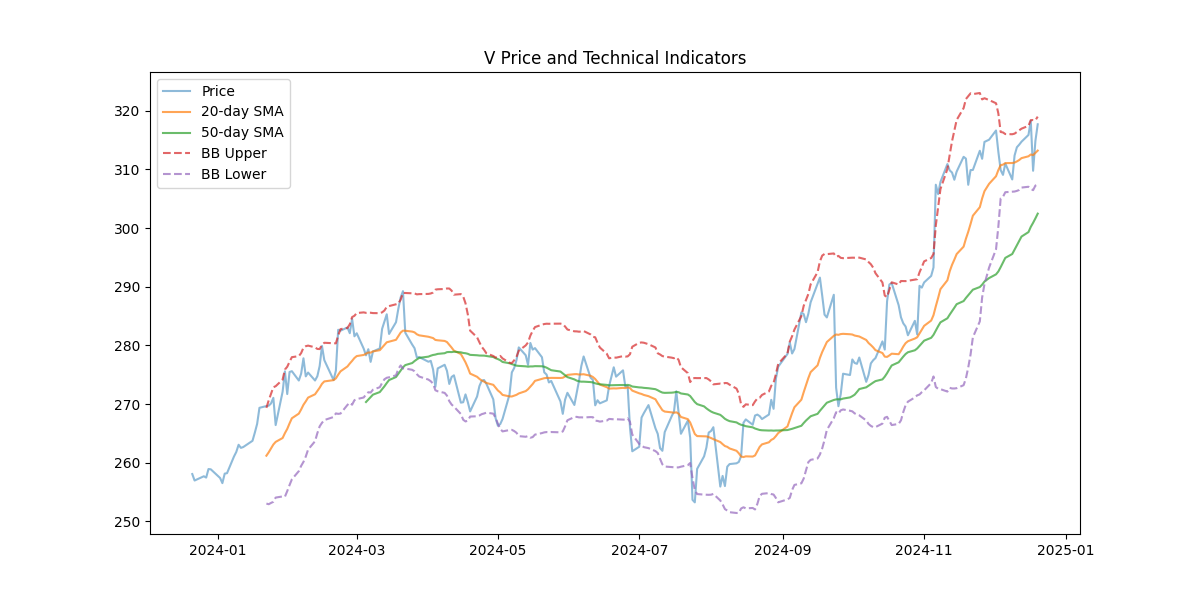 V Price and Technical Indicators
Price
20-day SMA
50-day SMA
BB Upper
BB Lower
320
310
300
290
280
270
260
250
2024-01
2024-03
2024-05
2024-07
2024-09
2024-11
2025-01